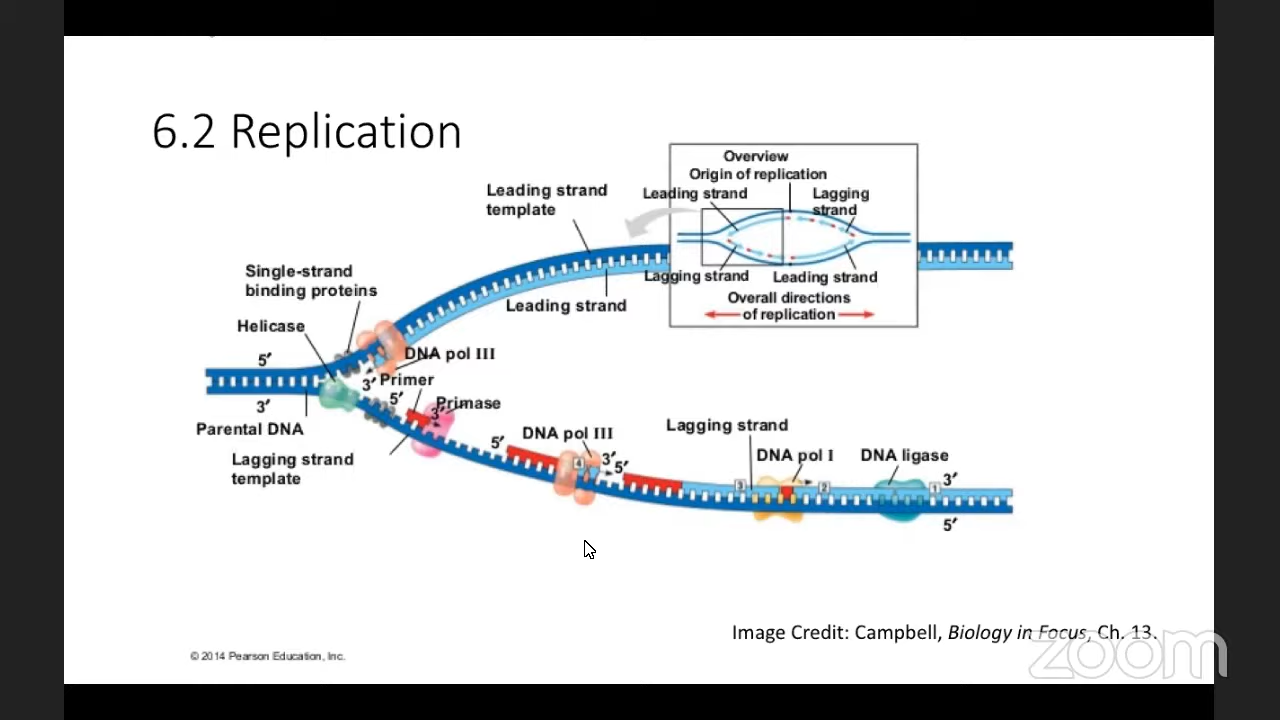 6.2 Replication
Overview
Origin of replication
Leading strand
Lagging
strand
Lagging strand
Leading strand
Overall directions
of replication
Leading strand
template
Leading strand
Single-strand
binding proteins
Helicase
5′
3′
Parental DNA
DNA pol III
3′
Primer
5′
3′
Primase
Lagging strand
template
5′
DNA pol III
4
3′
5′
Lagging strand
DNA pol I
DNA ligase
3
2
1
3′
5′
Image Credit: Campbell, Biology in Focus, Ch. 13.
© 2014 Pearson Education, Inc.
zoom